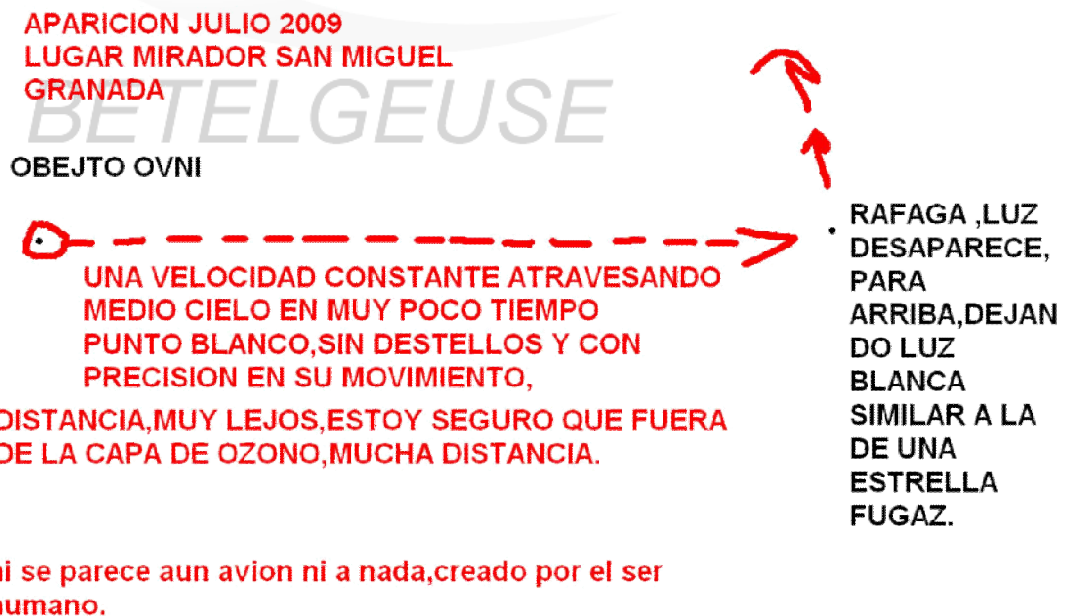 APARICION JULIO 2009
LUGAR MIRADOR SAN MIGUEL
GRANADA
BETELGEUSE
OBEJTO OVNI
UNA VELOCIDAD CONSTANTE ATRAVESANDO
MEDIO CIELO EN MUY POCO TIEMPO
PUNTO BLANCO,SIN DESTELLOS Y CON
PRECISION EN SU MOVIMIENTO,
DISTANCIA,MUY LEJOS,ESTOY SEGURO QUE FUERA
DE LA CAPA DE OZONO,MUCHA DISTANCIA.
RAFAGA ,LUZ
DESAPARECE,
PARA
ARRIBA,DEJAN
DO LUZ
BLANCA
SIMILAR A LA
DE UNA
ESTRELLA
FUGAZ.
ni se parece aun avion ni a nada,creado por el ser
humano.